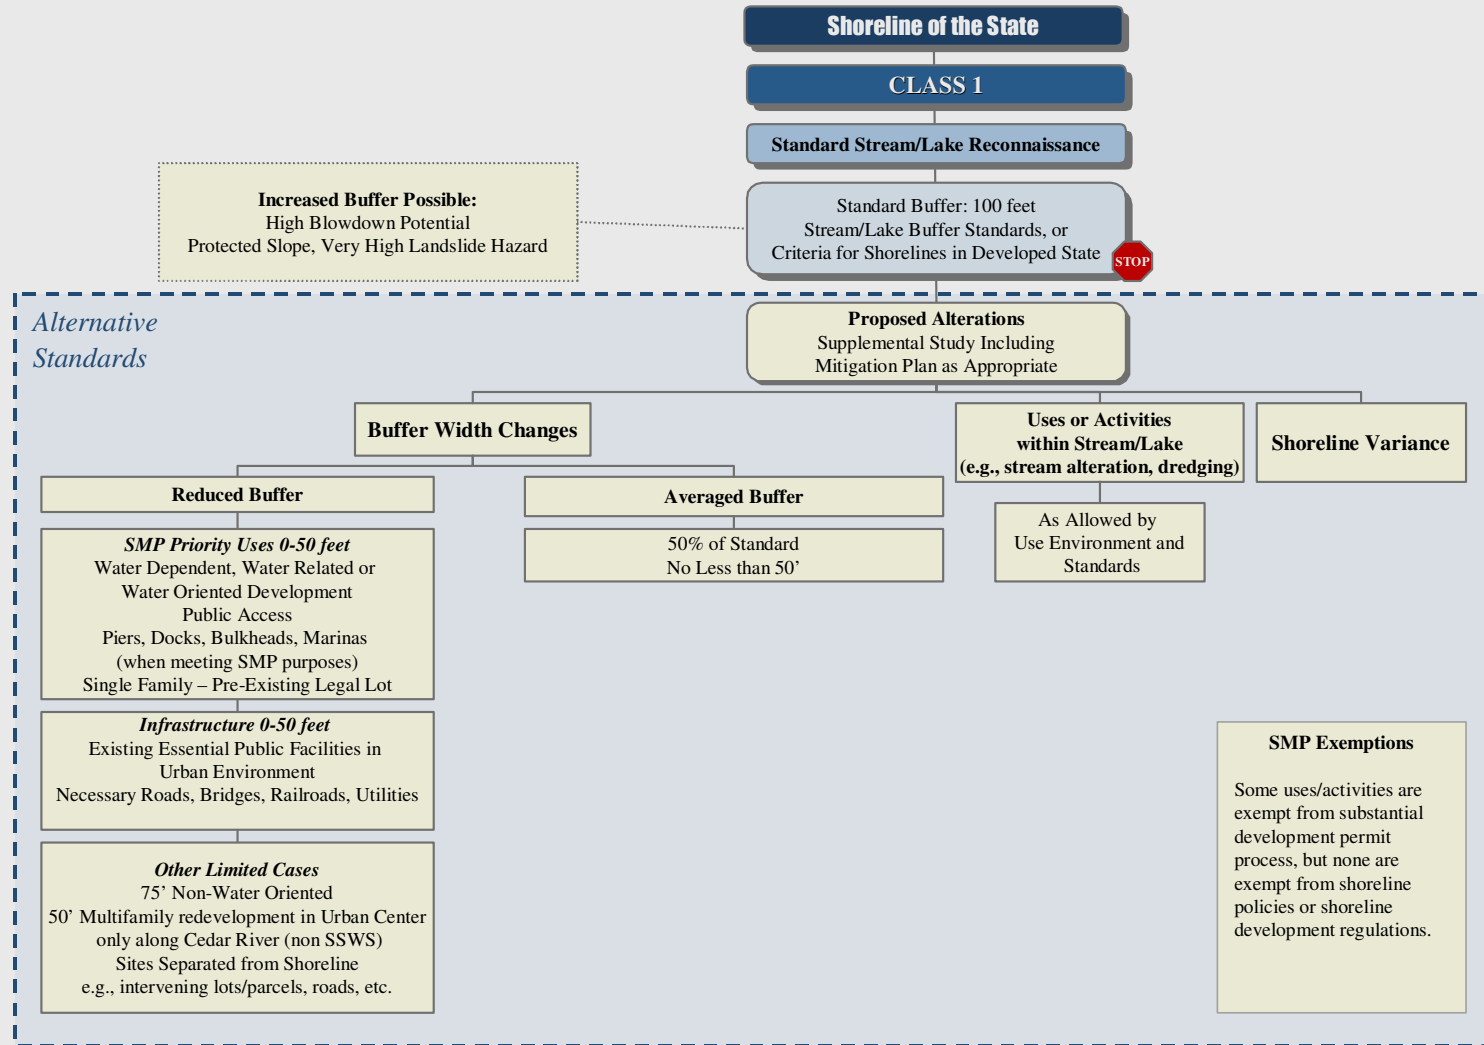 Shoreline of the State
CLASS 1
Standard Stream/Lake Reconnaissance
Increased Buffer Possible:
High Blowdown Potential
Protected Slope, Very High Landslide Hazard
Standard Buffer: 100 feet
Stream/Lake Buffer Standards, or
Criteria for Shorelines in Developed State
STOP
Alternative
Standards
Proposed Alterations
Supplemental Study Including
Mitigation Plan as Appropriate
Buffer Width Changes
Uses or Activities
within Stream/Lake
(e.g., stream alteration, dredging)
Shoreline Variance
Reduced Buffer
Averaged Buffer
SMP Priority Uses 0-50 feet
Water Dependent, Water Related or
Water Oriented Development
Public Access
Piers, Docks, Bulkheads, Marinas
(when meeting SMP purposes)
Single Family – Pre-Existing Legal Lot
50% of Standard
No Less than 50’
As Allowed by
Use Environment and
Standards
Infrastructure 0-50 feet
Existing Essential Public Facilities in
Urban Environment
Necessary Roads, Bridges, Railroads, Utilities
Other Limited Cases
75’ Non-Water Oriented
50’ Multifamily redevelopment in Urban Center
only along Cedar River (non SSWS)
Sites Separated from Shoreline
e.g., intervening lots/parcels, roads, etc.
SMP Exemptions
Some uses/activities are
exempt from substantial
development permit
process, but none are
exempt from shoreline
policies or shoreline
development regulations.